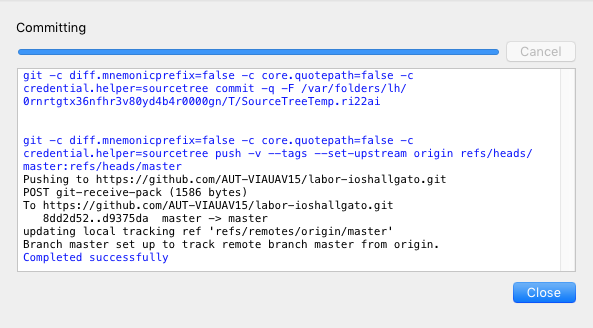 Committing
Cancel
git -c diff.mnemonicprefix=false -c core.quotepath=false -c
credential.helper=sourcetree commit -q -F /var/folders/lh/
0rnrtgtx36nfhr3v80yd4b4r0000gn/T/SourceTreeTemp.ri22ai
git -c diff.mnemonicprefix=false -c core.quotepath=false -c
credential.helper=sourcetree push -v --tags --set-upstream origin refs/heads/
master:refs/heads/master
Pushing to https://github.com/AUT-VIAUAV15/labor-ioshallgato.git
POST git-receive-pack (1586 bytes)
To https://github.com/AUT-VIAUAV15/labor-ioshallgato.git
8dd2d52..d9375da  master -> master
updating local tracking ref 'refs/remotes/origin/master'
Branch master set up to track remote branch master from origin.
Completed successfully
Close